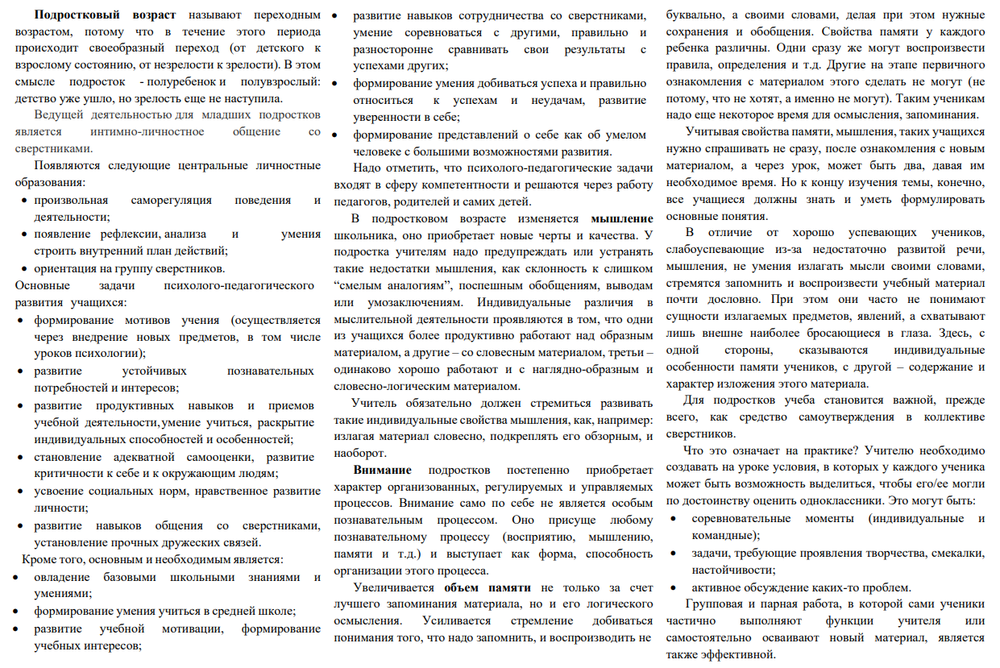 Подростковый возраст называют переходным
возрастом, потому что в течение этого периода
происходит своеобразный переход (от детского к
взрослому состоянию, от незрелости к зрелости). В этом
смысле подросток - полуребенок и полувзрослый:
детство уже ушло, но зрелость еще не наступила.
Ведущей деятельностью для младших подростков
является интимно-личностное общение со
сверстниками.
Появляются следующие центральные личностные
образования:
• произвольная саморегуляция поведения и
деятельности;
• появление рефлексии, анализа и умения
строить внутренний план действий;
• ориентация на группу сверстников.
Основные задачи психолого-педагогического
развития учащихся:
• формирование мотивов учения (осуществляется
через внедрение новых предметов, в том числе
уроков психологии);
• развитие устойчивых познавательных
потребностей и интересов;
• развитие продуктивных навыков и приемов
учебной деятельности, умение учиться, раскрытие
индивидуальных способностей и особенностей;
• становление адекватной самооценки, развитие
критичности к себе и к окружающим людям;
• усвоение социальных норм, нравственное развитие
личности;
• развитие навыков общения со сверстниками,
установление прочных дружеских связей.
Кроме того, основным и необходимым является:
• овладение базовыми школьными знаниями и
умениями;
• формирование умения учиться в средней школе;
• развитие учебной мотивации, формирование
учебных интересов;
• развитие навыков сотрудничества со сверстниками,
умение соревноваться с другими, правильно и
разносторонне сравнивать свои результаты с
успехами других;
• формирование умения добиваться успеха и правильно
относиться к успехам и неудачам, развитие
уверенности в себе;
• формирование представлений о себе как об умелом
человеке с большими возможностями развития.
Надо отметить, что психолого-педагогические задачи
входят в сферу компетентности и решаются через работу
педагогов, родителей и самих детей.
В подростковом возрасте изменяется мышление
школьника, оно приобретает новые черты и качества. У
подростка учителям надо предупреждать или устранять
такие недостатки мышления, как склонность к слишком
“смелым аналогиям”, поспешным обобщениям, выводам
или умозаключениям. Индивидуальные различия в
мыслительной деятельности проявляются в том, что одни
из учащихся более продуктивно работают над образным
материалом, а другие – со словесным материалом, третьи –
одинаково хорошо работают и с наглядно-образным и
словесно-логическим материалом.
Учитель обязательно должен стремиться развивать
такие индивидуальные свойства мышления, как, например:
излагая материал словесно, подкреплять его обзорным, и
наоборот.
Внимание подростков постепенно приобретает
характер организованных, регулируемых и управляемых
процессов. Внимание само по себе не является особым
познавательным процессом. Оно присуще любому
познавательному процессу (восприятию, мышлению,
памяти и т.д.) и выступает как форма, способность
организации этого процесса.
Увеличивается объем памяти не только за счет
лучшего запоминания материала, но и его логического
осмысления. Усиливается стремление добиваться
понимания того, что надо запомнить, и воспроизводить не
буквально, а своими словами, делая при этом нужные
сохранения и обобщения. Свойства памяти у каждого
ребенка различны. Одни сразу же могут воспроизвести
правила, определения и т.д. Другие на этапе первичного
ознакомления с материалом этого сделать не могут (не
потому, что не хотят, а именно не могут). Таким ученикам
надо еще некоторое время для осмысления, запоминания.
Учитывая свойства памяти, мышления, таких учащихся
нужно спрашивать не сразу, после ознакомления с новым
материалом, а через урок, может быть два, давая им
необходимое время. Но к концу изучения темы, конечно,
все учащиеся должны знать и уметь формулировать
основные понятия.
В отличие от хорошо успевающих учеников,
слабоуспевающие из-за недостаточно развитой речи,
мышления, не умения излагать мысли своими словами,
стремятся запомнить и воспроизвести учебный материал
почти дословно. При этом они часто не понимают
сущности излагаемых предметов, явлений, а схватывают
лишь внешне наиболее бросающиеся в глаза. Здесь, с
одной стороны, сказываются индивидуальные
особенности памяти учеников, с другой – содержание и
характер изложения этого материала.
Для подростков учеба становится важной, прежде
всего, как средство самоутверждения в коллективе
сверстников.
Что это означает на практике? Учителю необходимо
создавать на уроке условия, в которых у каждого ученика
может быть возможность выделиться, чтобы его/ее могли
по достоинству оценить одноклассники. Это могут быть:
• соревновательные моменты (индивидуальные и
командные);
• задачи, требующие проявления творчества, смекалки,
настойчивости;
• активное обсуждение каких-то проблем.
Групповая и парная работа, в которой сами ученики
частично выполняют функции учителя или
самостоятельно осваивают новый материал, является
также эффективной.